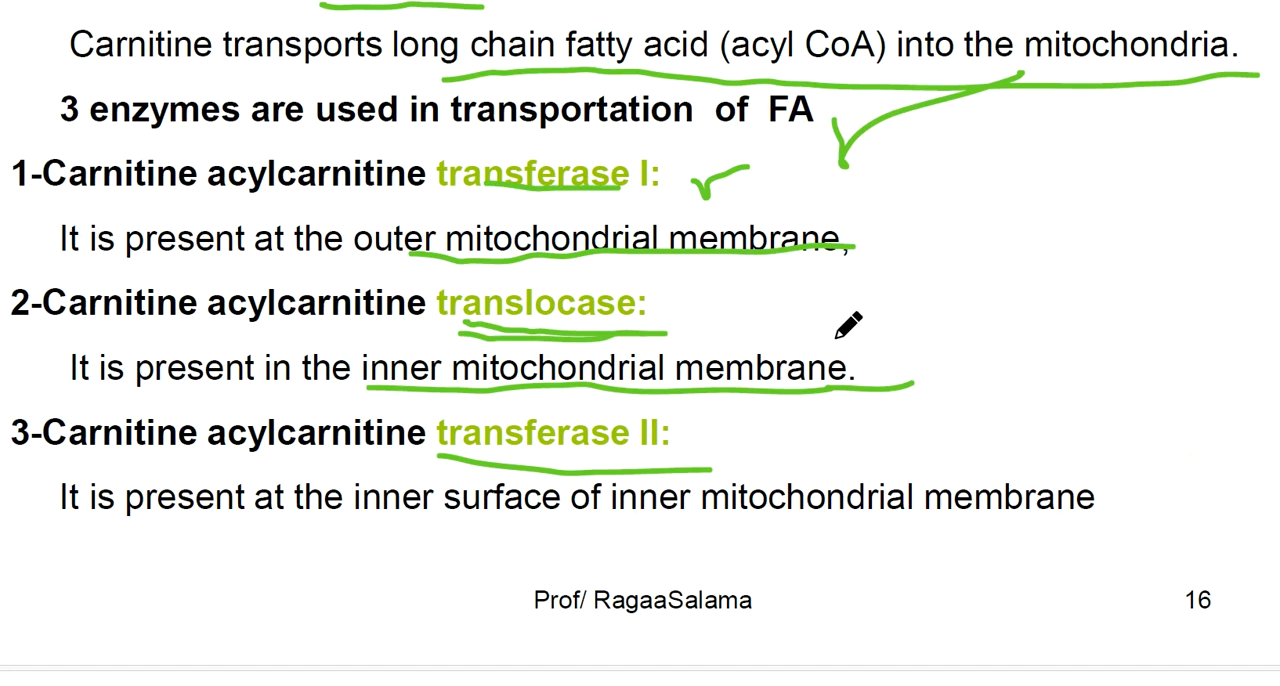 Carnitine transports long chain fatty acid (acyl CoA) into the mitochondria.
3 enzymes are used in transportation of FA
1-Carnitine acylcarnitine transferase I:
It is present at the outer mitochondrial membrane,
2-Carnitine acylcarnitine translocase:
It is present in the inner mitochondrial membrane.
3-Carnitine acylcarnitine transferase II:
It is present at the inner surface of inner mitochondrial membrane
Prof/ RagaaSalama
16